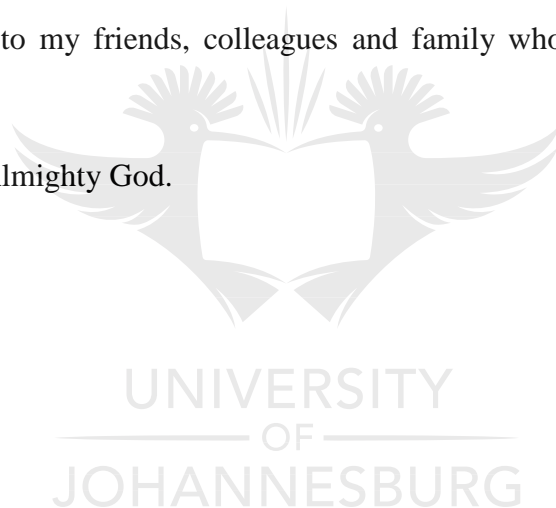 to my friends, colleagues and family who
lmighty God.
UNIVERSITY
OF
JOHANNESBURG